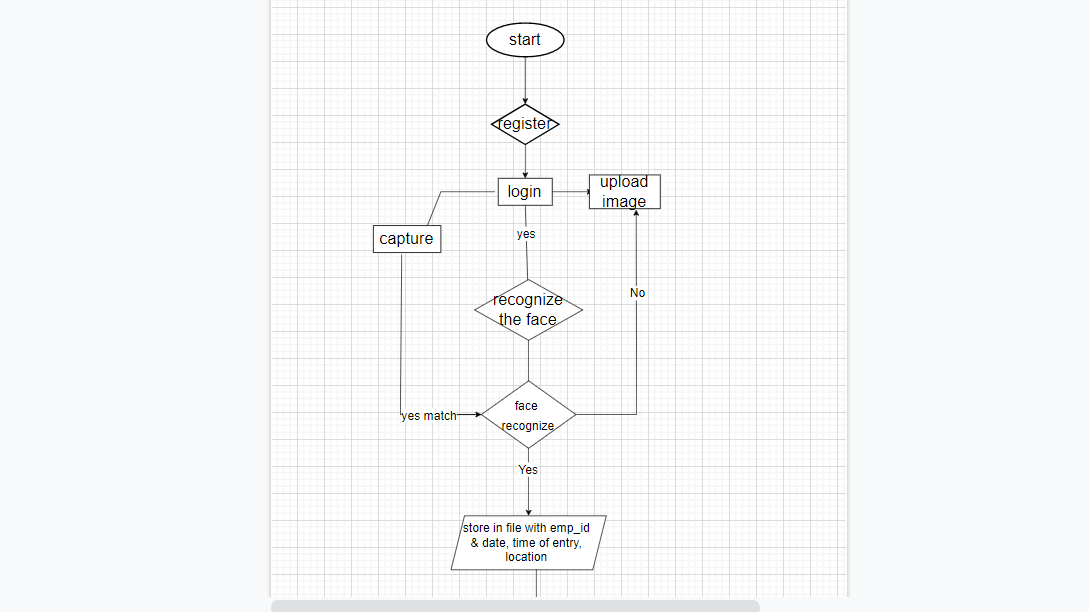 start
register
login
upload
image
yes
capture
No
recognize
the face
face
recognize
yes match
Yes
store in file with emp_id
& date, time of entry,
location